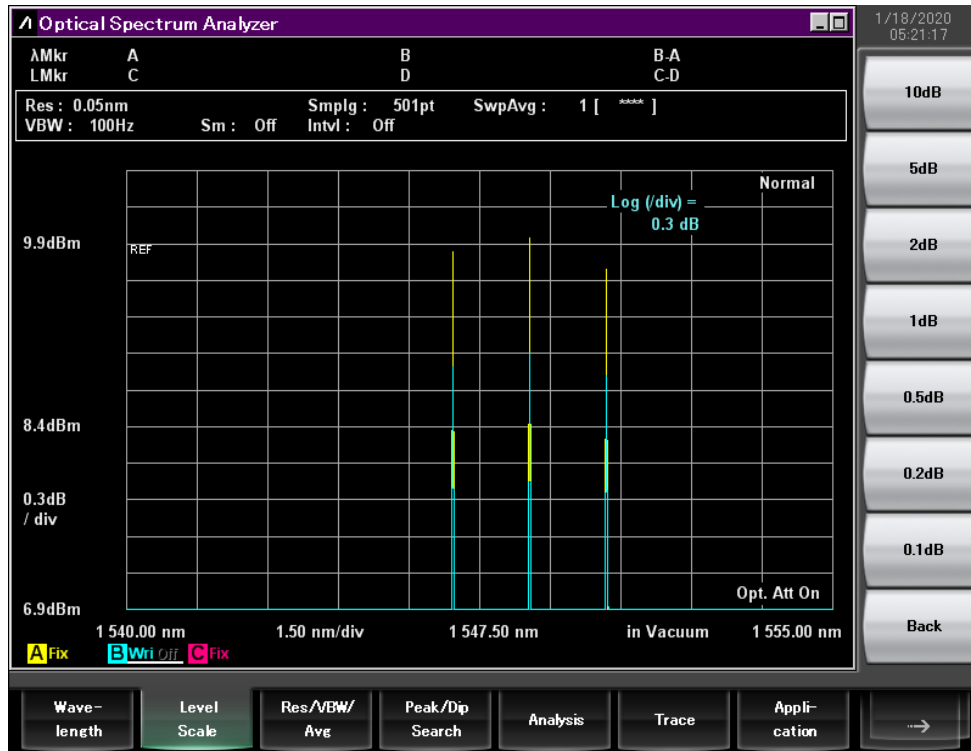 Optical Spectrum Analyzer
1/18/2020
05:21:17
λMkr A B B-A
LMkr C D C-D
Res : 0.05nm Smplg : 501pt SwpAvg : 1 [ **** ]
VBW : 100Hz Sm : Off Intvl : Off
Normal
Log (/div) =
0.3 dB
9.9dBm
REF
8.4dBm
0.3dB
/ div
Opt. Att On
6.9dBm
1 540.00 nm 1.50 nm/div 1 547.50 nm in Vacuum 1 555.00 nm
A Fix B Wri Off C Fix
10dB
5dB
2dB
1dB
0.5dB
0.2dB
0.1dB
Back
Wave-
length
Level
Scale
Res/VBW/
Avg
Peak/Dip
Search
Analysis
Trace
Appli-
cation